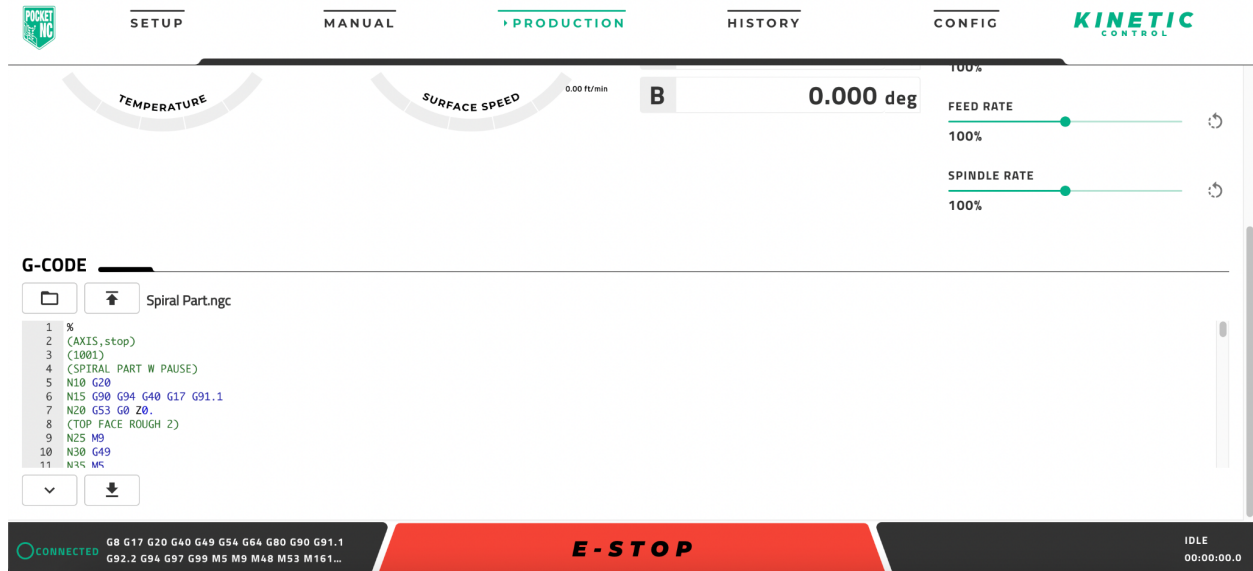 POCKET
NC
SETUP
MANUAL
PRODUCTION
HISTORY
CONFIG
KINETIC
CONTROL
TEMPERATURE
SURFACE SPEED
0.00 ft/min
B
0.000 deg
100%
FEED RATE
100%
SPINDLE RATE
100%
G-CODE
Spiral Part.ngc
1 %
2 (AXIS,stop)
3 (1001)
4 (SPIRAL PART W PAUSE)
5 N10 G20
6 N15 G90 G94 G40 G17 G91.1
7 N20 G53 G0 Z0.
8 (TOP FACE ROUGH 2)
9 N25 M9
10 N30 G49
11 N35 M5
CONNECTED
G8 G17 G20 G40 G49 G54 G64 G80 G90 G91.1
G92.2 G94 G97 G99 M5 M9 M48 M53 M161...
E-STOP
IDLE
00:00:00.0